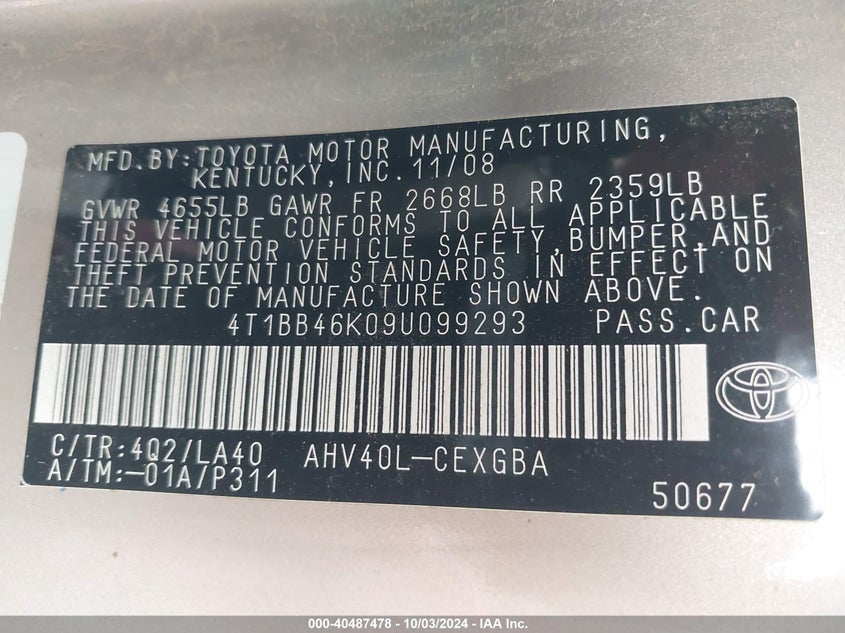 MFD.BY:TOYOTA MOTOR MANUFACTURING,
KENTUCKY,INC.11/08
GVWR 4655LB GAWR FR 2668LB RR 2359LB
THIS VEHICLE CONFORMS TO ALL APPLICABLE
FEDERAL MOTOR VEHICLE SAFETY,BUMPER,AND
THEFT PREVENTION STANDARDS IN EFFECT ON
THE DATE OF MANUFACTURE SHOWN ABOVE.
4T1BB46K09U099293 PASS.CAR
C/TR:4Q2/LA40 AHV40L-CEXGBA
A/TM:-01A/P311
50677
000-40487478 - 10/03/2024 - IAA Inc.